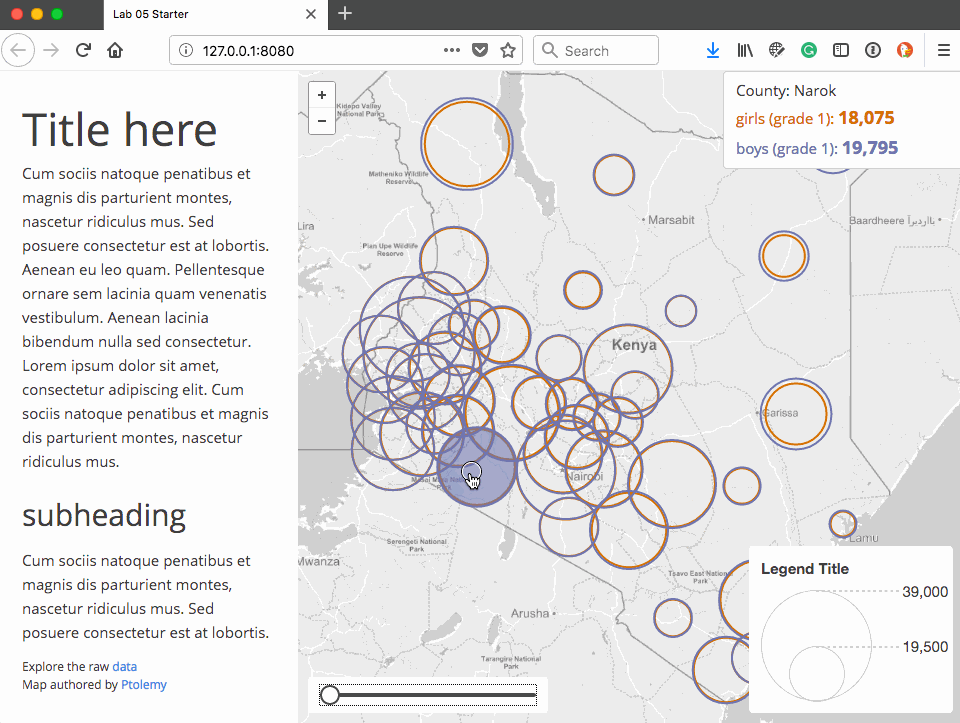 Lab 05 Starter
127.0.0.1:8080
Search
Title here
Cum sociis natoque penatibus et
magnis dis parturient montes,
nascetur ridiculus mus. Sed
posuere consectetur est at lobortis.
Aenean eu leo quam. Pellentesque
ornare sem lacinia quam venenatis
vestibulum. Aenean lacinia
bibendum nulla sed consectetur.
Lorem ipsum dolor sit amet,
consectetur adipiscing elit. Cum
sociis natoque penatibus et magnis
dis parturient montes, nascetur
ridiculus mus.
subheading
Cum sociis natoque penatibus et
magnis dis parturient montes,
nascetur ridiculus mus. Sed
posuere consectetur est at lobortis.
Explore the raw data
Map authored by Ptolemy
+
−
County: Narok
girls (grade 1): 18,075
boys (grade 1): 19,795
Kidepo Valley
National Park
Matheniko Wildlife
Reserve
Lira
Pian Upe Wildlife
Reserve
Marsabit
Baardheere
Kenya
Garissa
Nairobi
Serengeti National
Park
Mwanza
Lamu
Tsavo East National
Park
Arusha
Tarangire National
Park
Legend Title
39,000
19,500